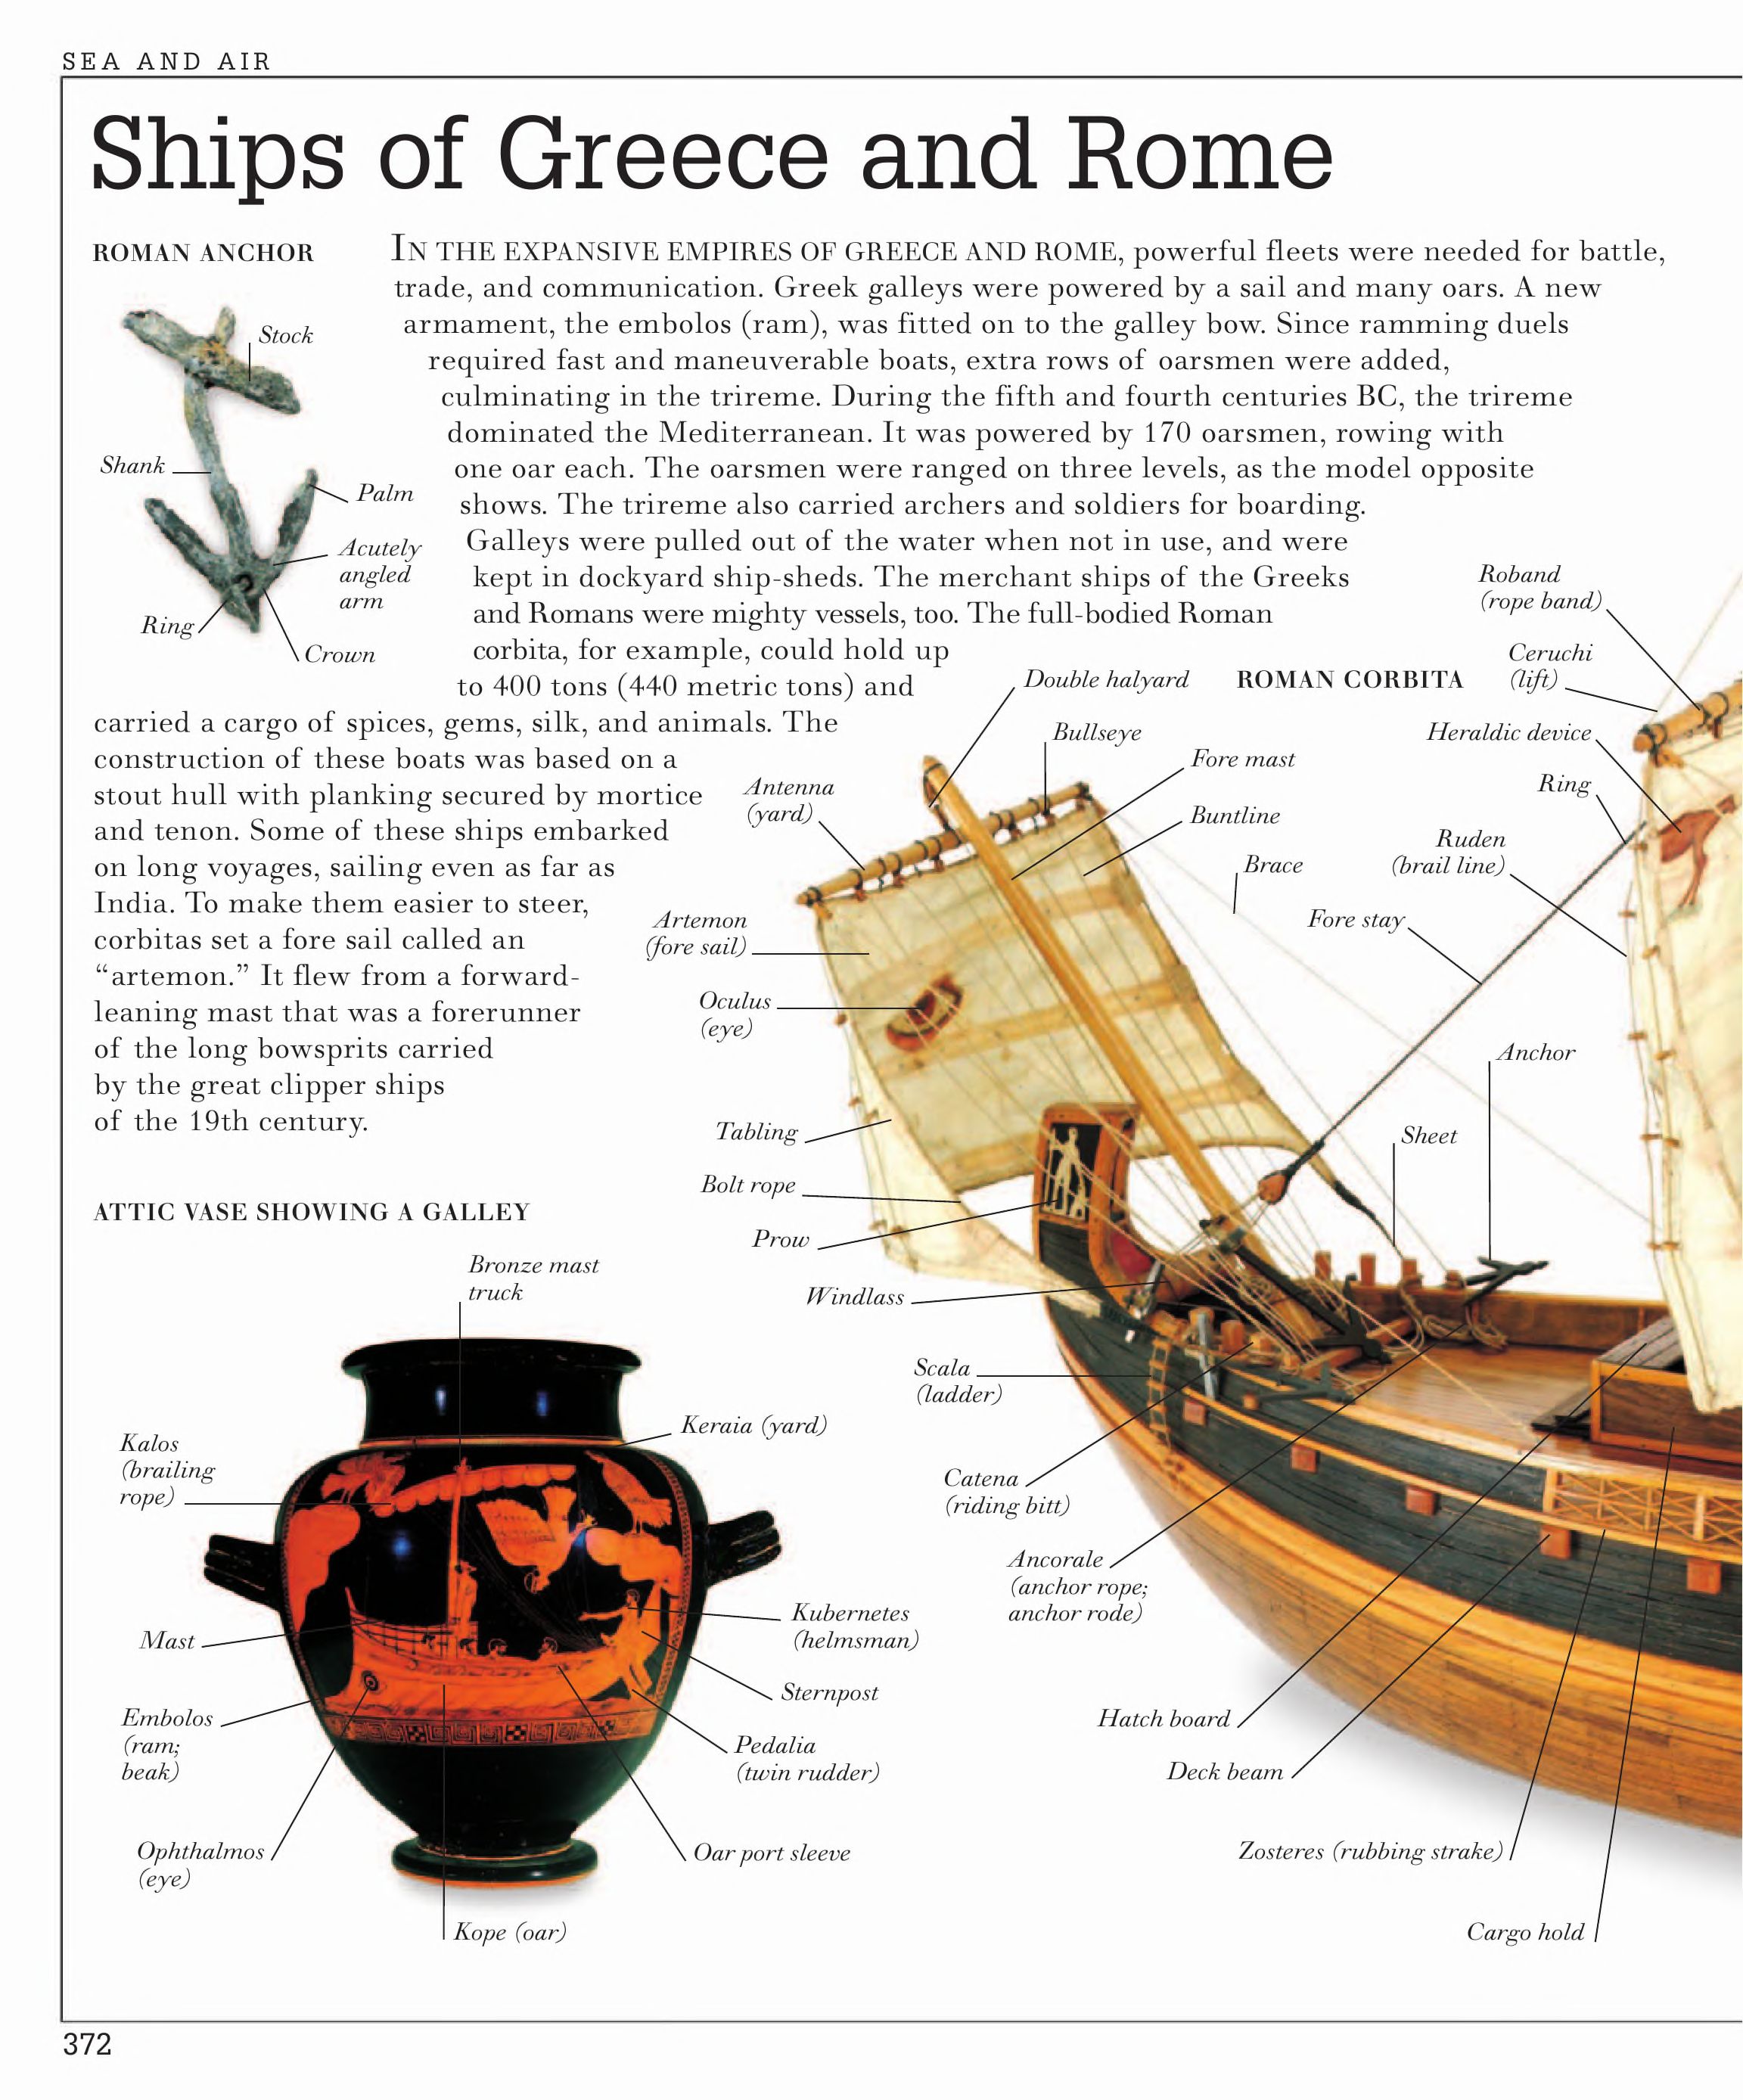 SEA AND AIR
Ships of Greece and Rome
ROMAN ANCHOR
Stock
Shank
Palm
Acutely
angled
arm
Ring
Crown
IN THE EXPANSIVE EMPIRES OF GREECE AND ROME, powerful fleets were needed for battle,
trade, and communication. Greek galleys were powered by a sail and many oars. A new
armament, the embolos (ram), was fitted on to the galley bow. Since ramming duels
required fast and maneuverable boats, extra rows of oarsmen were added,
culminating in the trireme. During the fifth and fourth centuries BC, the trireme
dominated the Mediterranean. It was powered by 170 oarsmen, rowing with
one oar each. The oarsmen were ranged on three levels, as the model opposite
shows. The trireme also carried archers and soldiers for boarding.
Galleys were pulled out of the water when not in use, and were
kept in dockyard ship-sheds. The merchant ships of the Greeks
and Romans were mighty vessels, too. The full-bodied Roman
corbita, for example, could hold up
to 400 tons (440 metric tons) and
carried a cargo of spices, gems, silk, and animals. The
construction of these boats was based on a
stout hull with planking secured by mortice
and tenon. Some of these ships embarked
on long voyages, sailing even as far as
India. To make them easier to steer,
corbitas set a fore sail called an
“artemon.” It flew from a forward-
leaning mast that was a forerunner
of the long bowsprits carried
by the great clipper ships
of the 19th century.
ROMAN CORBITA
Roband
(rope band)
Ceruchi
(lift)
Double halyard
Bullseye
Heraldic device
Fore mast
Ring
Antenna
(yard)
Buntline
Ruden
(brail line)
Brace
Fore stay
Artemon
(fore sail)
Oculus
(eye)
Anchor
Tabling
Sheet
Bolt rope
Prow
Windlass
Scala
(ladder)
Catena
(riding bitt)
Ancorale
(anchor rope;
anchor rode)
Hatch board
Deck beam
Zosteres (rubbing strake)
Cargo hold
ATTIC VASE SHOWING A GALLEY
Bronze mast
truck
Keraia (yard)
Kalos
(brailing
rope)
Kubernetes
(helmsman)
Mast
Sternpost
Embolos
(ram;
beak)
Pedalia
(twin rudder)
Ophthalmos
(eye)
Oar port sleeve
Kope (oar)
372